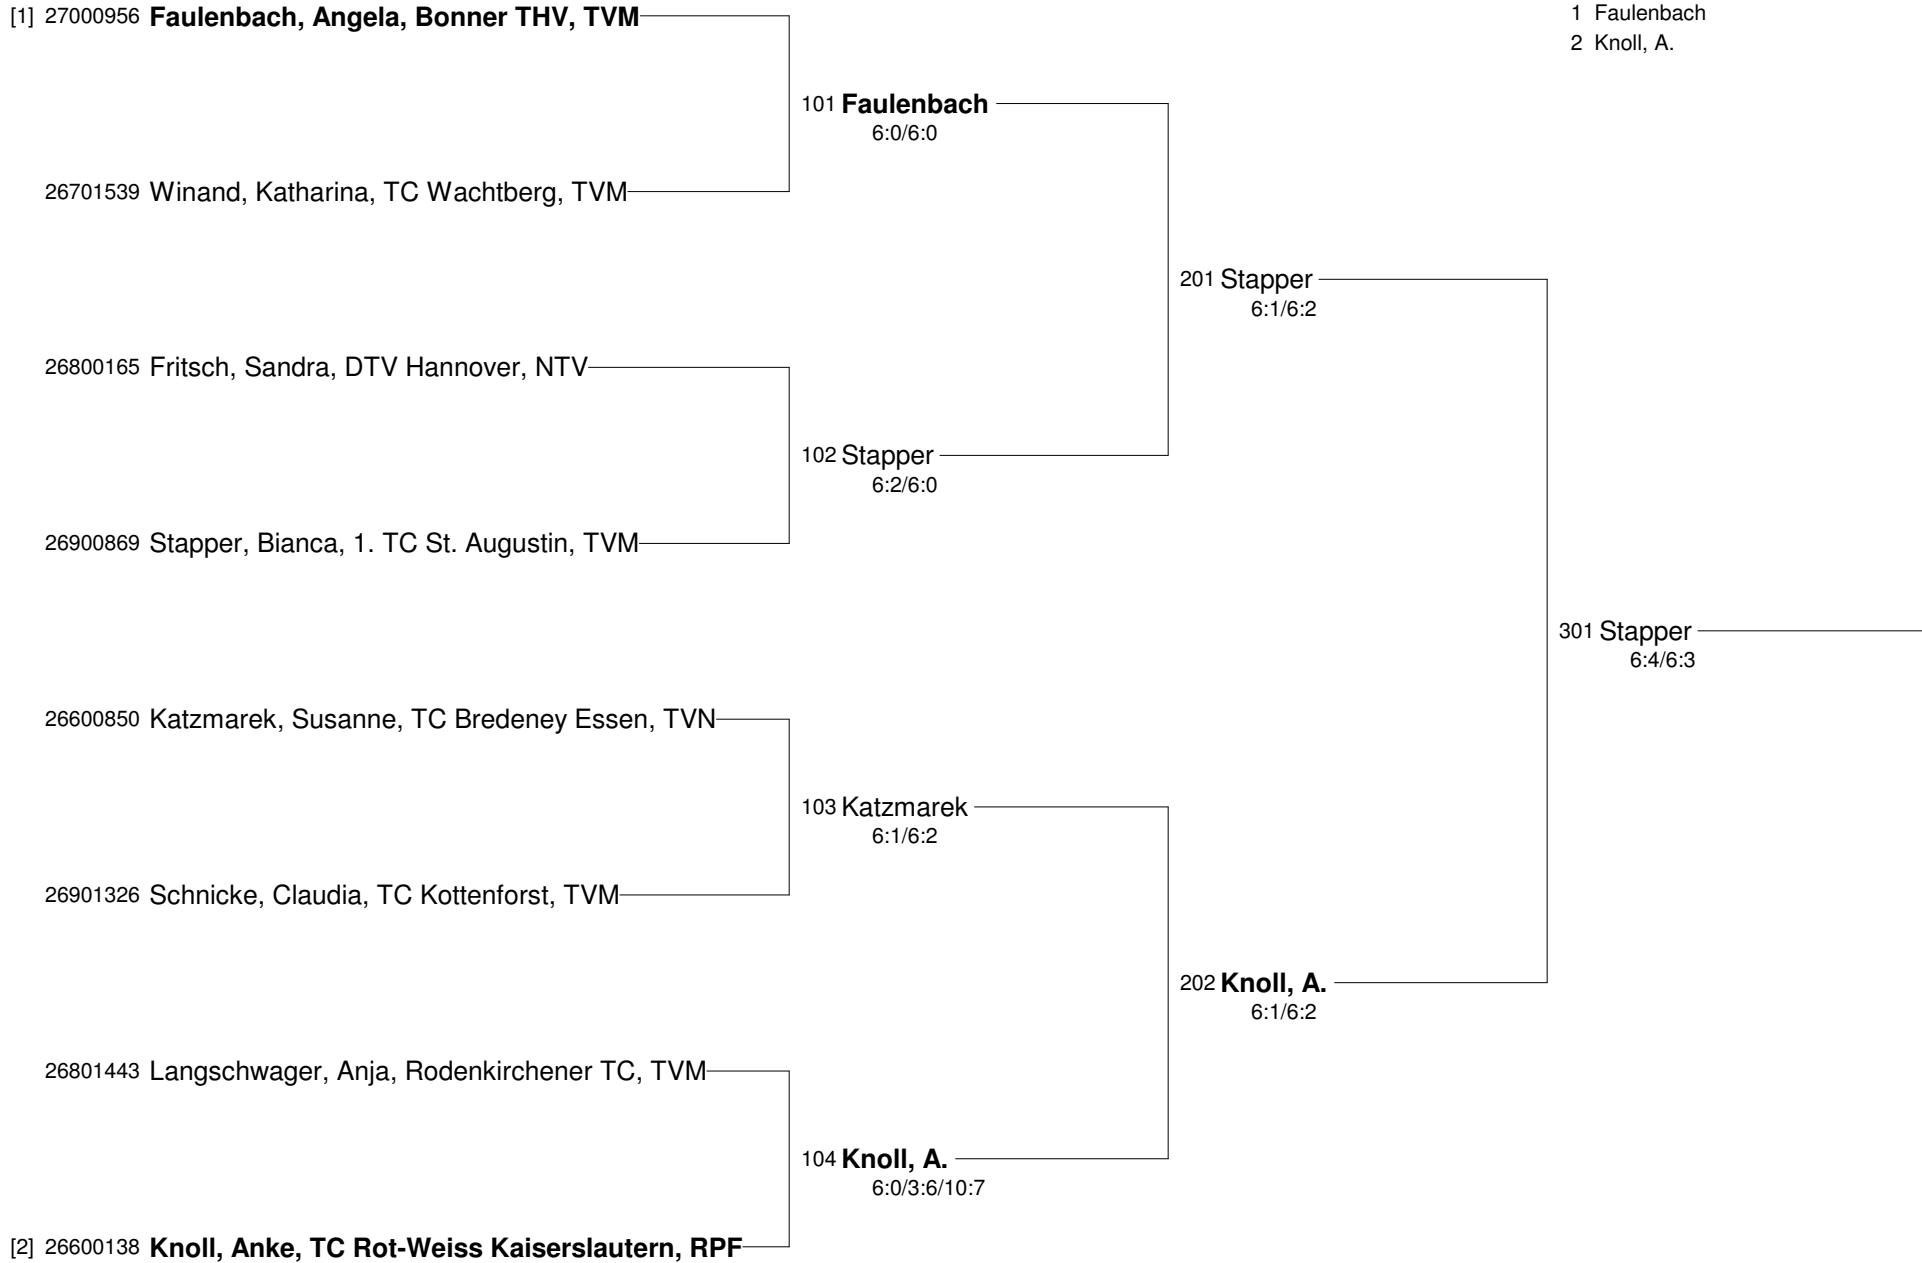 [1] 27000956 Faulenbach, Angela, Bonner THV, TVM
1 Faulenbach
2 Knoll, A.
101 Faulenbach
6:0/6:0
26701539 Winand, Katharina, TC Wachtberg, TVM
201 Stapper
6:1/6:2
26800165 Fritsch, Sandra, DTV Hannover, NTV
102 Stapper
6:2/6:0
26900869 Stapper, Bianca, 1. TC St. Augustin, TVM
301 Stapper
6:4/6:3
26600850 Katzmarek, Susanne, TC Bredeney Essen, TVN
103 Katzmarek
6:1/6:2
26901326 Schnicke, Claudia, TC Kottenforst, TVM
202 Knoll, A.
6:1/6:2
26801443 Langschwager, Anja, Rodenkirchener TC, TVM
104 Knoll, A.
6:0/3:6/10:7
[2] 26600138 Knoll, Anke, TC Rot-Weiss Kaiserslautern, RPF